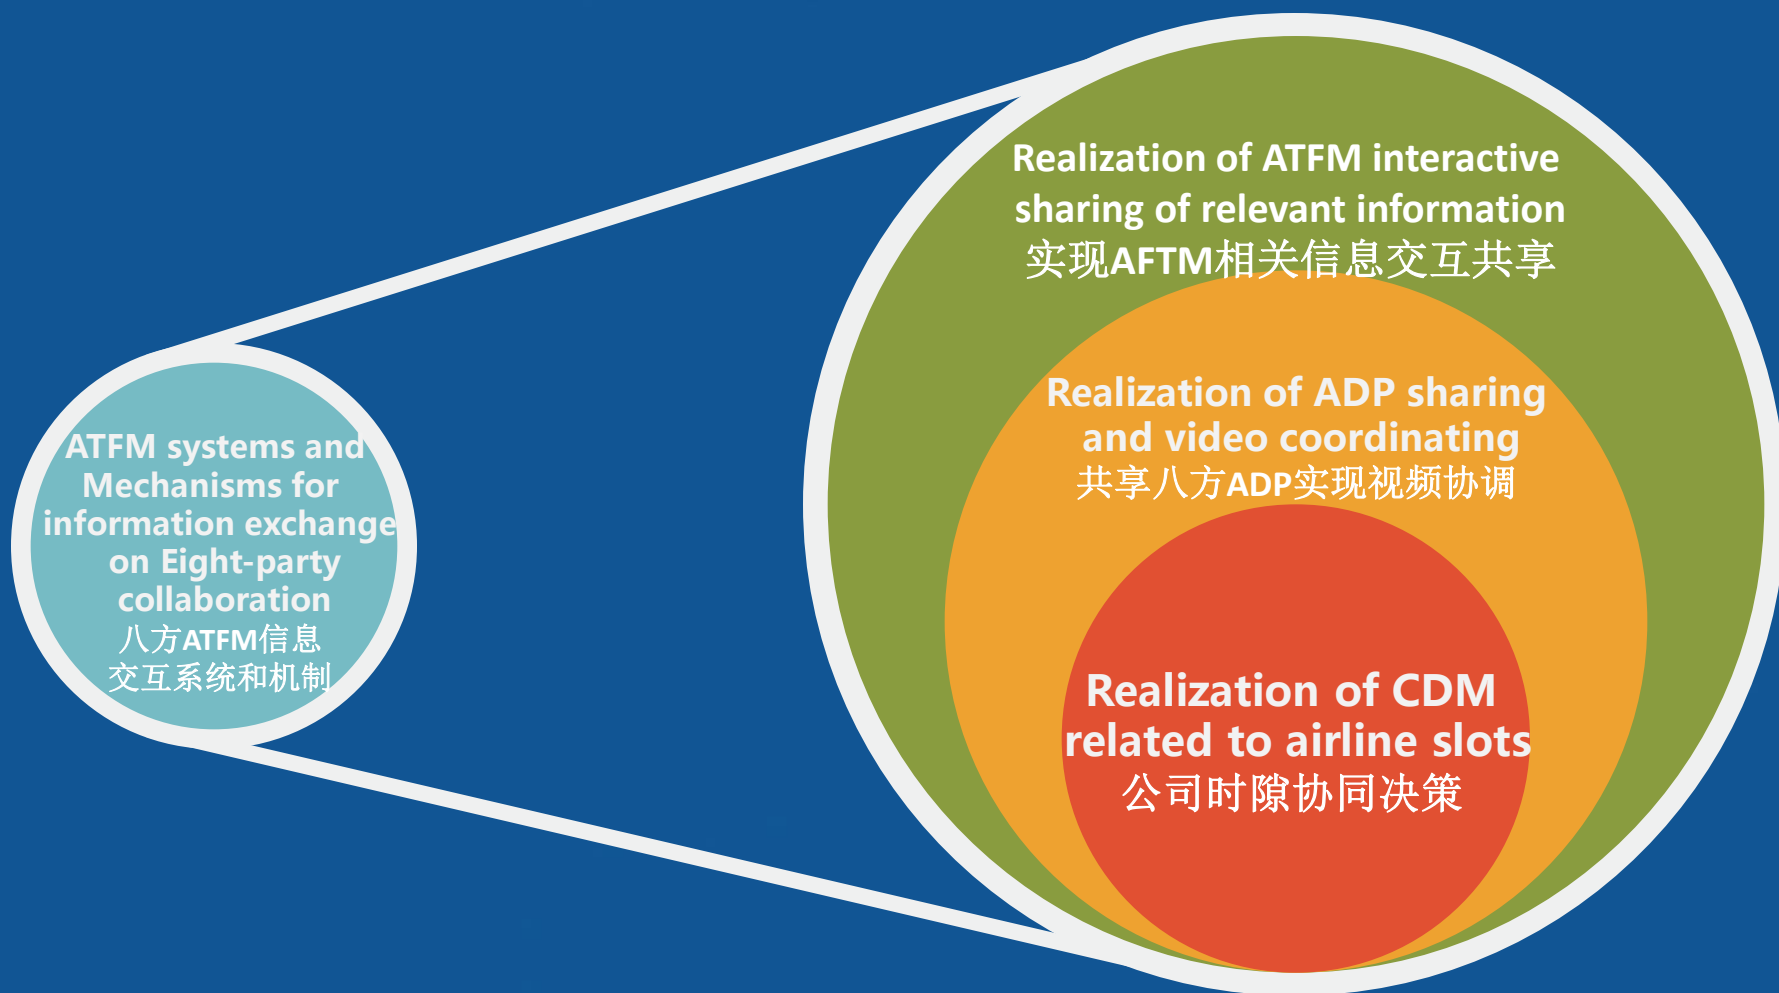 ATFM systems and
Mechanisms for
information exchange
on Eight-party
collaboration
八方ATFM信息
交互系统和机制
Realization of ATFM interactive
sharing of relevant information
实现AFTM相关信息交互共享
Realization of ADP sharing
and video coordinating
共享八方ADP实现视频协调
Realization of CDM
related to airline slots
公司时隙协同决策